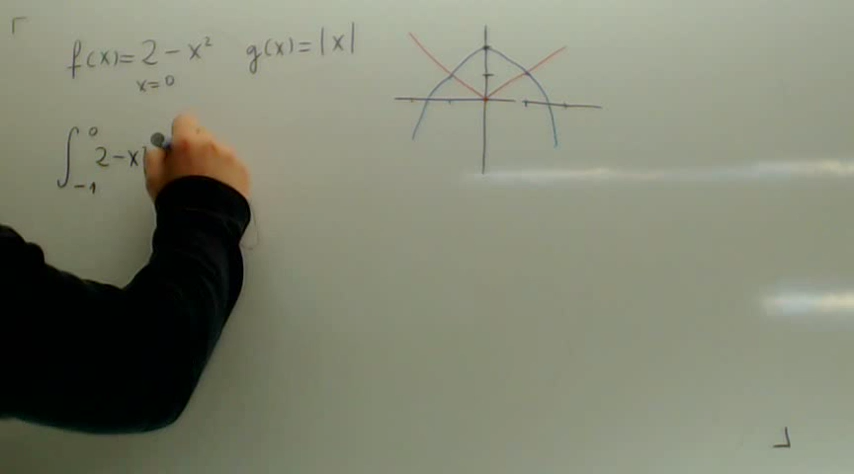 f(x)=2-x² g(x)=|x|
x=0
∫₋₁⁰ 2-x